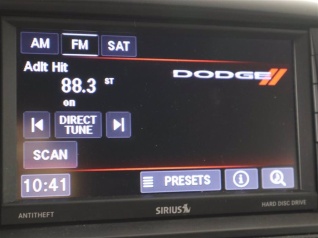 AM FM SAT
Adlt Hit
DODGE
88.3 ST
on
DIRECT
TUNE
SCAN
10:41
PRESETS
i
ANTITHEFT
SIRIUS
HARD DISC DRIVE